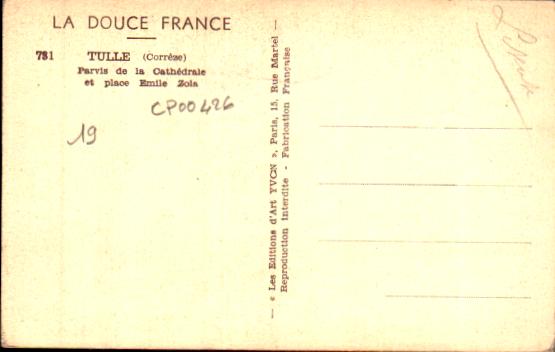 LA DOUCE FRANCE
781 TULLE (Corrèze)
Parvis de la Cathédrale
et place Emile Zola
CP00426
19
— « Les Editions d'Art YVON », Paris, 15, Rue Martel —
Reproduction interdite - Fabrication Française